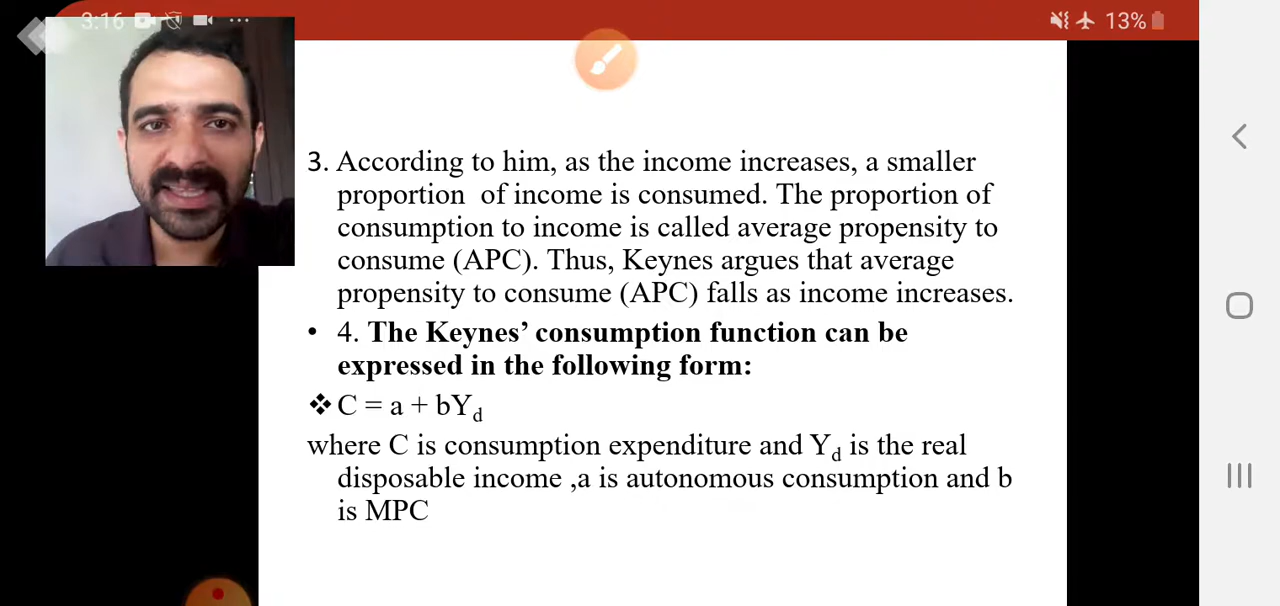 3:16
13%
3. According to him, as the income increases, a smaller
proportion of income is consumed. The proportion of
consumption to income is called average propensity to
consume (APC). Thus, Keynes argues that average
propensity to consume (APC) falls as income increases.
• 4. The Keynes’ consumption function can be
expressed in the following form:
❖ C = a + bYd
where C is consumption expenditure and Yd is the real
disposable income ,a is autonomous consumption and b
is MPC